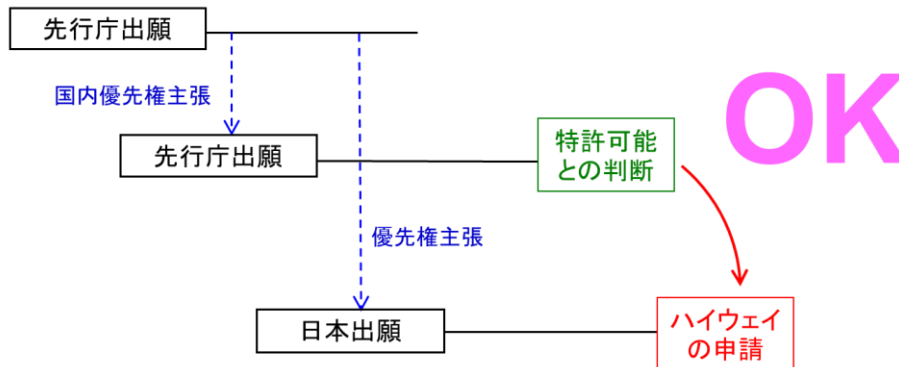 先行庁出願
国内優先権主張
先行庁出願
特許可能
との判断
OK
優先権主張
日本出願
ハイウェイ
の申請